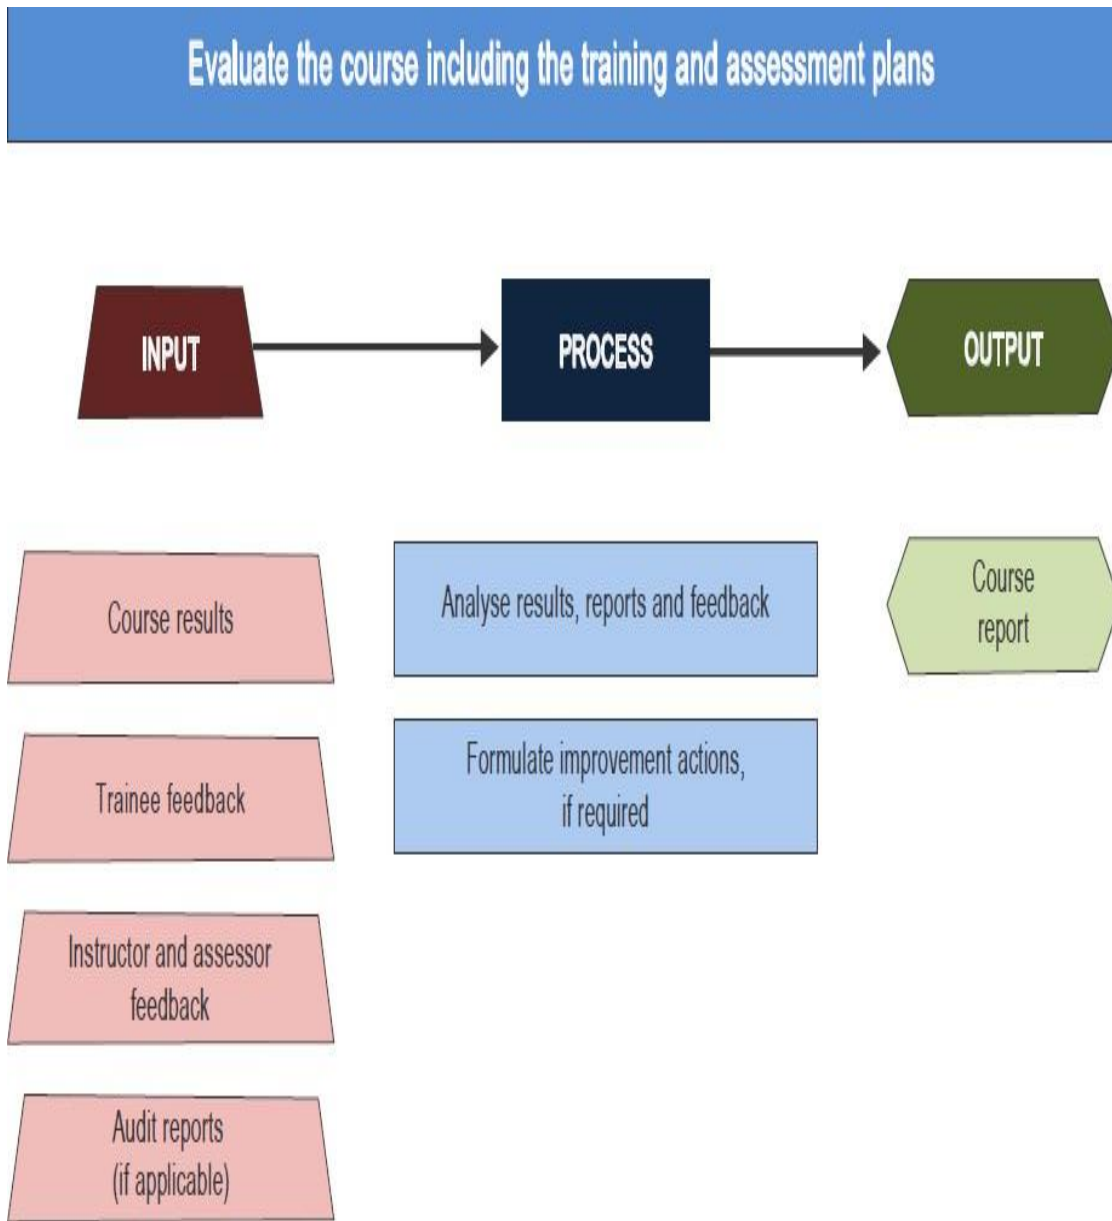 Evaluate the course including the training and assessment plans
INPUT
PROCESS
OUTPUT
Course results
Trainee feedback
Instructor and assessor
feedback
Audit reports
(if applicable)
Analyse results, reports and feedback
Formulate improvement actions,
if required
Course
report